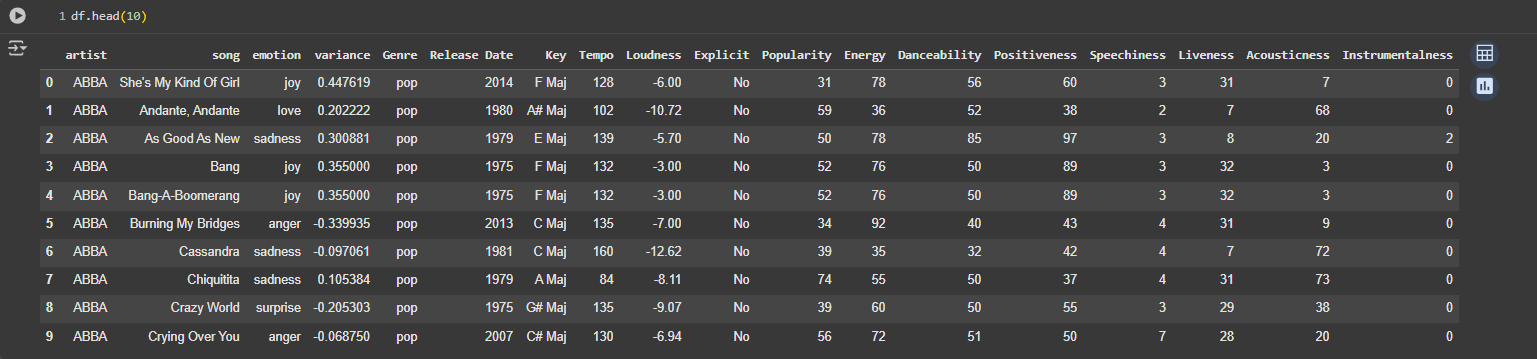 1 df.head(10)
artist song emotion variance Genre Release Date Key Tempo Loudness Explicit Popularity Energy Danceability Positiveness Speechiness Liveness Acousticness Instrumentalness
0 ABBA She's My Kind Of Girl joy 0.447619 pop 2014 F Maj 128 -6.00 No 31 78 56 60 3 31 7 0
1 ABBA Andante, Andante love 0.202222 pop 1980 A# Maj 102 -10.72 No 59 36 52 38 2 7 68 0
2 ABBA As Good As New sadness 0.300881 pop 1979 E Maj 139 -5.70 No 50 78 85 97 3 8 20 2
3 ABBA Bang joy 0.355000 pop 1975 F Maj 132 -3.00 No 52 76 50 89 3 32 3 0
4 ABBA Bang-A-Boomerang joy 0.355000 pop 1975 F Maj 132 -3.00 No 52 76 50 89 3 32 3 0
5 ABBA Burning My Bridges anger -0.339935 pop 2013 C Maj 135 -7.00 No 34 92 40 43 4 31 9 0
6 ABBA Cassandra sadness -0.097061 pop 1981 C Maj 160 -12.62 No 39 35 32 42 4 7 72 0
7 ABBA Chiquitita sadness 0.105384 pop 1979 A Maj 84 -8.11 No 74 55 50 37 4 31 73 0
8 ABBA Crazy World surprise -0.205303 pop 1975 G# Maj 135 -9.07 No 39 60 50 55 3 29 38 0
9 ABBA Crying Over You anger -0.068750 pop 2007 C# Maj 130 -6.94 No 56 72 51 50 7 28 20 0